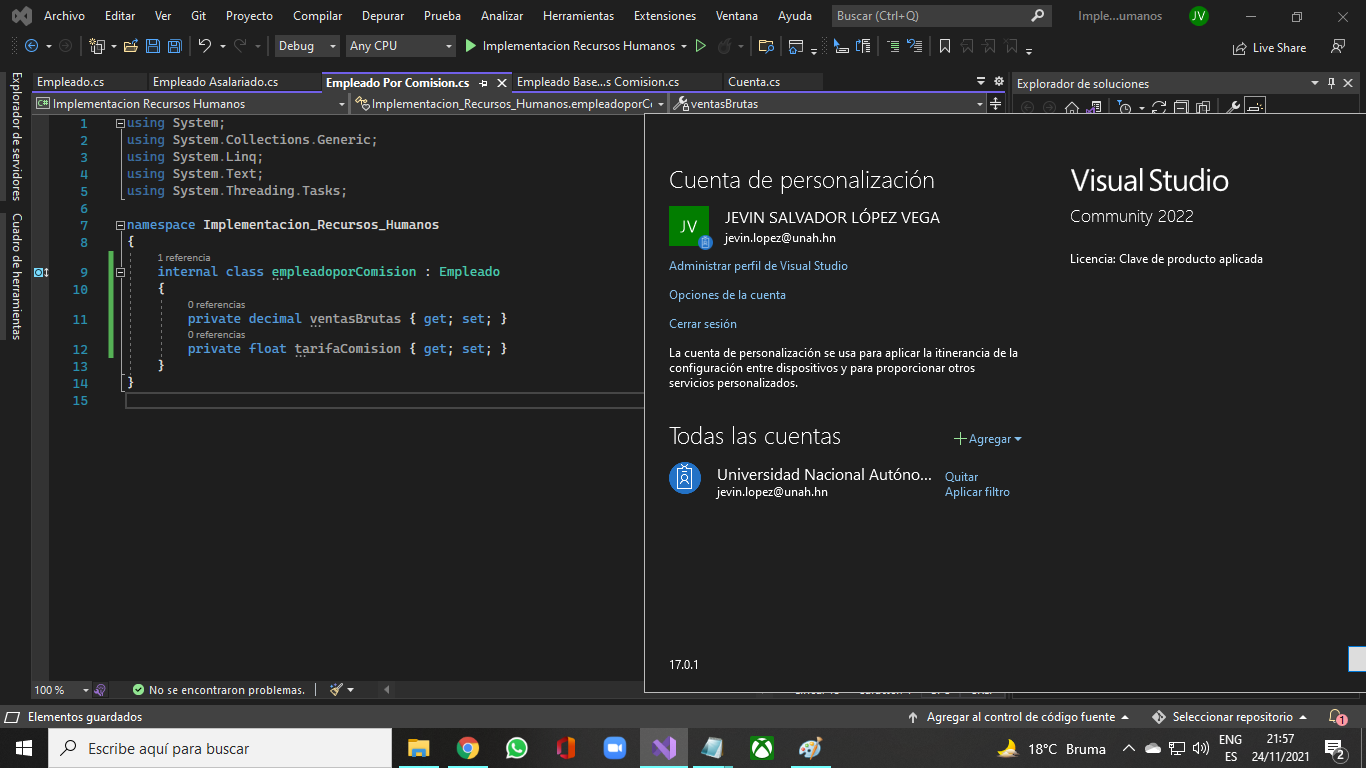 Archivo Editar Ver Git Proyecto Compilar Depurar Prueba Analizar Herramientas Extensiones Ventana Ayuda Buscar (Ctrl+Q) Imple...umanos JV
Debug Any CPU Implementacion Recursos Humanos Live Share
Explorador de servidores
Cuadro de herramientas
Empleado.cs Empleado Asalariado.cs Empleado Por Comision.cs Empleado Base...s Comision.cs Cuenta.cs
Implementacion Recursos Humanos Implementacion_Recursos_Humanos.empleadoporCo ventasBrutas
1 using System;
2 using System.Collections.Generic;
3 using System.Linq;
4 using System.Text;
5 using System.Threading.Tasks;
6
7 namespace Implementacion_Recursos_Humanos
8 {
1 referencia
9 internal class empleadoporComision : Empleado
10 {
0 referencias
11 private decimal ventasBrutas { get; set; }
0 referencias
12 private float tarifaComision { get; set; }
13 }
14 }
15
100 % No se encontraron problemas.
Explorador de soluciones
Cuenta de personalización
JV
JEVIN SALVADOR LÓPEZ VEGA
jevin.lopez@unah.hn
Administrar perfil de Visual Studio
Opciones de la cuenta
Cerrar sesión
La cuenta de personalización se usa para aplicar la itinerancia de la
configuración entre dispositivos y para proporcionar otros
servicios personalizados.
Todas las cuentas
Agregar
Universidad Nacional Autóno...
jevin.lopez@unah.hn
Quitar
Aplicar filtro
17.0.1
Visual Studio
Community 2022
Licencia: Clave de producto aplicada
Elementos guardados Agregar al control de código fuente Seleccionar repositorio 1
Escribe aquí para buscar 18°C Bruma ENG ES 21:57 24/11/2021 2